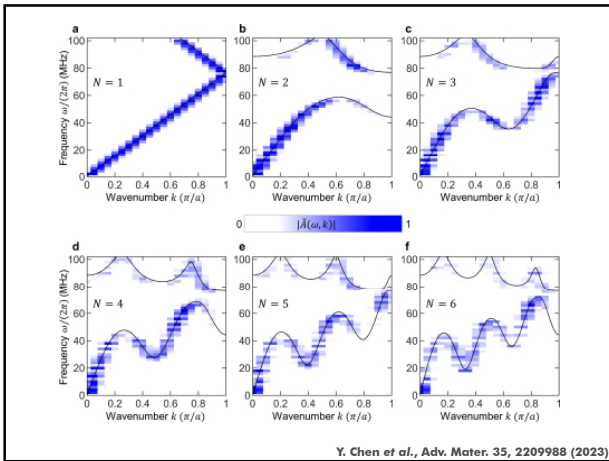 a
b
c
Frequency ω/(2π) (MHz)
100
80
60
40
20
0
N = 1
0 0.2 0.4 0.6 0.8 1
Wavenumber k (π/a)
100
80
60
40
20
0
N = 2
0 0.2 0.4 0.6 0.8 1
Wavenumber k (π/a)
100
80
60
40
20
0
N = 3
0 0.2 0.4 0.6 0.8 1
Wavenumber k (π/a)
0 |Ã(ω,k)| 1
d
e
f
Frequency ω/(2π) (MHz)
100
80
60
40
20
0
N = 4
0 0.2 0.4 0.6 0.8 1
Wavenumber k (π/a)
100
80
60
40
20
0
N = 5
0 0.2 0.4 0.6 0.8 1
Wavenumber k (π/a)
100
80
60
40
20
0
N = 6
0 0.2 0.4 0.6 0.8 1
Wavenumber k (π/a)
Y. Chen et al., Adv. Mater. 35, 2209988 (2023)